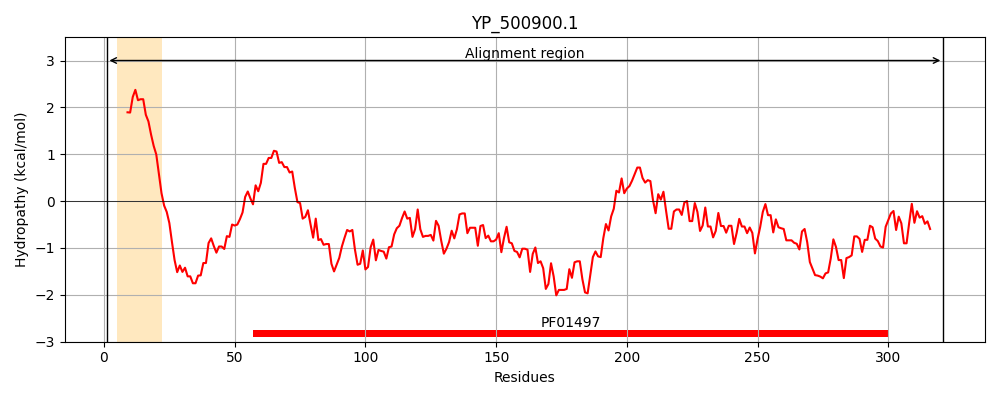 YP_500900.1
Alignment region
3
2
1
0
−1
−2
−3
Hydropathy (kcal/mol)
PF01497
0 50 100 150 200 250 300
Residues